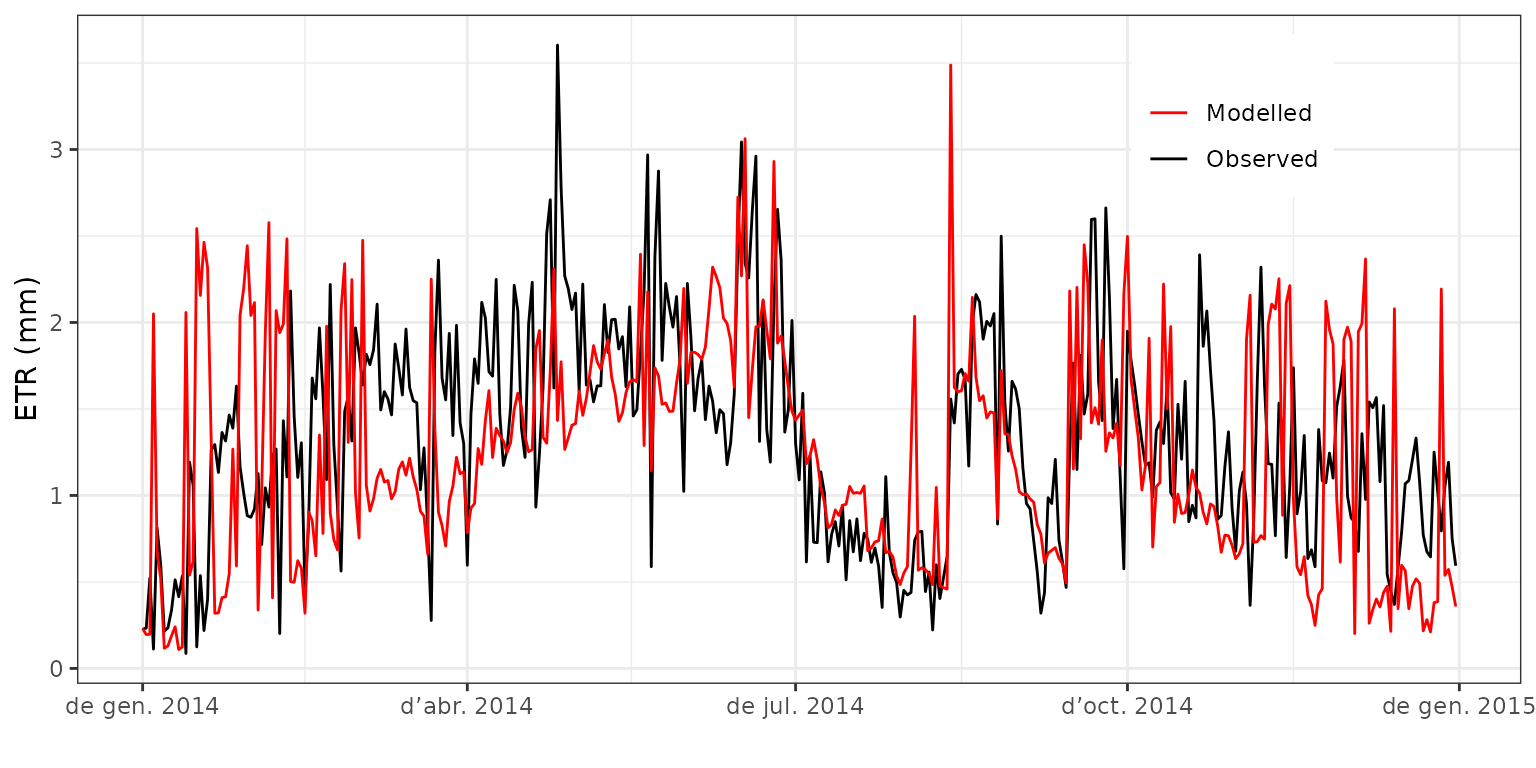 ETR (mm)
3
2
1
0
Modelled
Observed
de gen. 2014
d’abr. 2014
de jul. 2014
d’oct. 2014
de gen. 2015